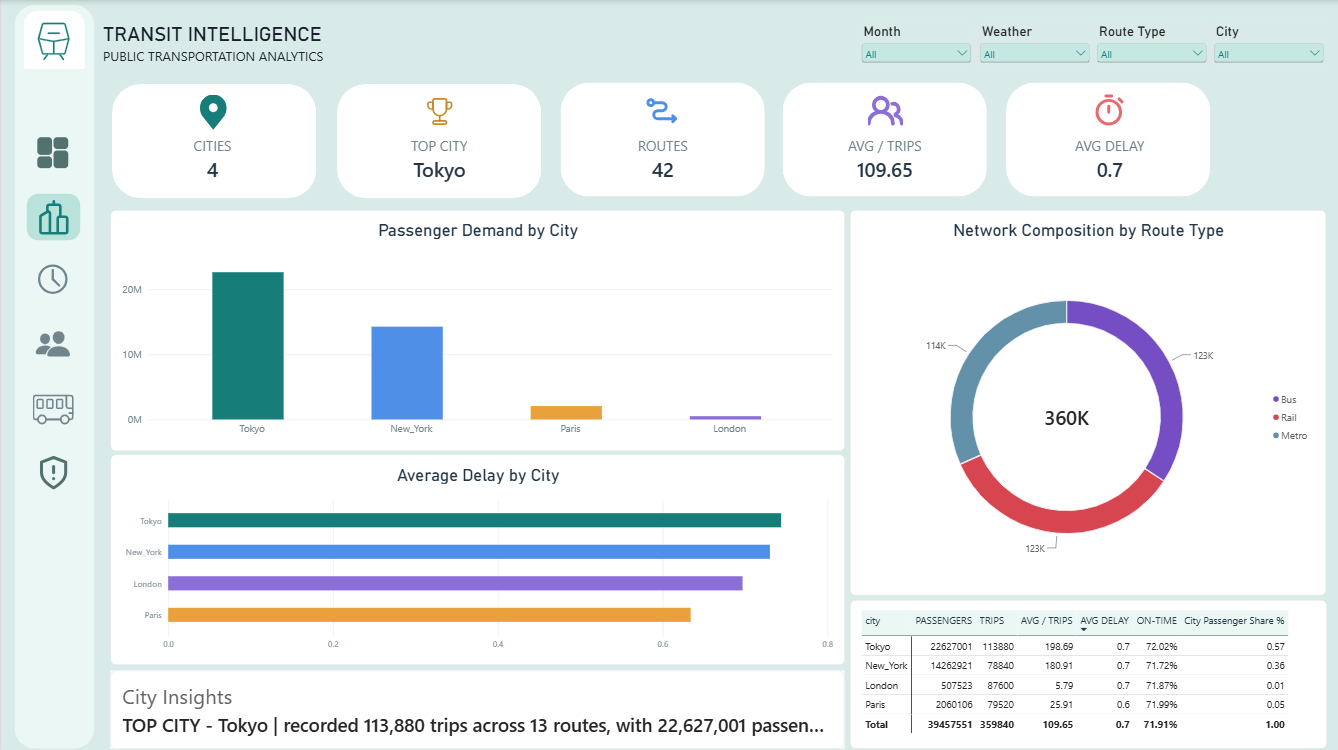 TRANSIT INTELLIGENCE
PUBLIC TRANSPORTATION ANALYTICS
Month Weather Route Type City
All All All All
CITIES
4
TOP CITY
Tokyo
ROUTES
42
AVG / TRIPS
109.65
AVG DELAY
0.7
Passenger Demand by City
20M
10M
0M
Tokyo New_York Paris London
Network Composition by Route Type
114K
123K
360K
123K
Bus
Rail
Metro
Average Delay by City
Tokyo
New_York
London
Paris
0.0 0.2 0.4 0.6 0.8
city PASSENGERS TRIPS AVG / TRIPS AVG DELAY ON-TIME City Passenger Share %
Tokyo 22627001 113880 198.69 0.7 72.02% 0.57
New_York 14262921 78840 180.91 0.7 71.72% 0.36
London 507523 87600 5.79 0.7 71.87% 0.01
Paris 2060106 79520 25.91 0.6 71.99% 0.05
Total 39457551 359840 109.65 0.7 71.91% 1.00
City Insights
TOP CITY - Tokyo | recorded 113,880 trips across 13 routes, with 22,627,001 passen...